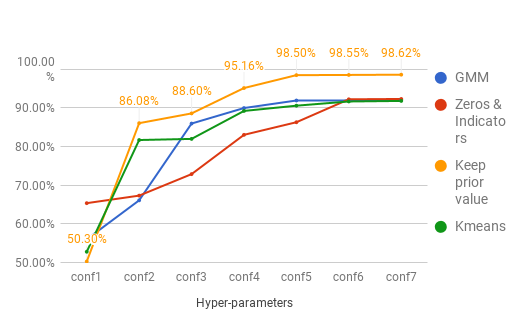 98.50% 98.55% 98.62%
95.16%
88.60%
86.08%
50.30%
100.00
%
90.00%
80.00%
70.00%
60.00%
50.00%
conf1 conf2 conf3 conf4 conf5 conf6 conf7
Hyper-parameters
GMM
Zeros &
Indicato
rs
Keep
prior
value
Kmeans